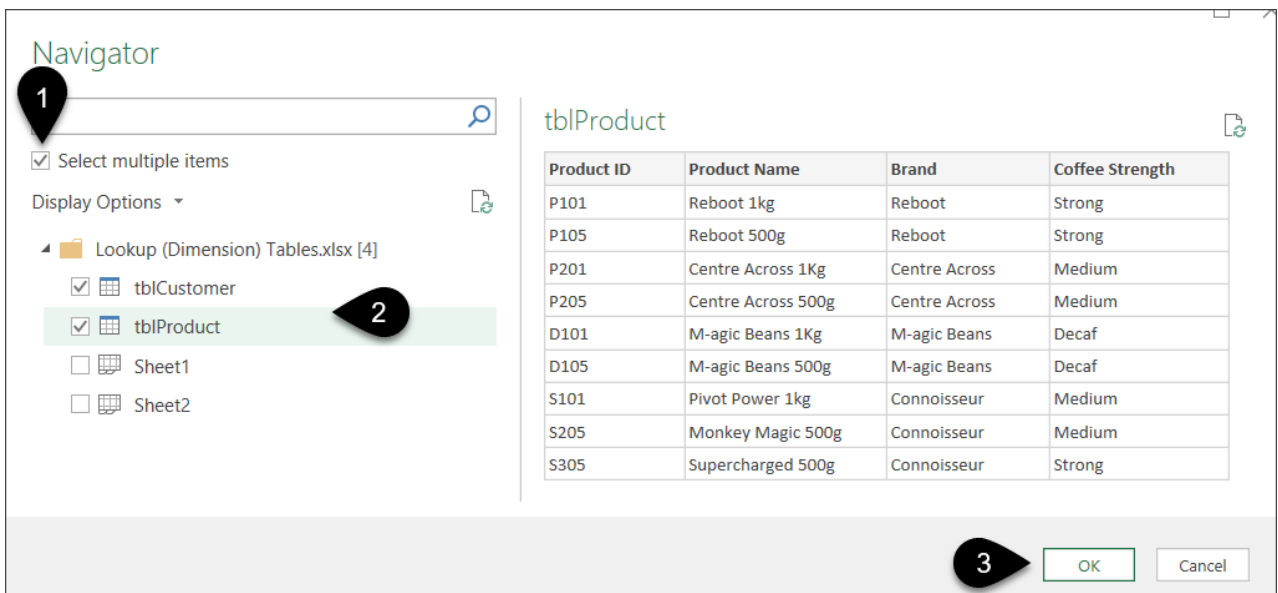 Navigator
1
Select multiple items
Display Options
Lookup (Dimension) Tables.xlsx [4]
tblCustomer
tblProduct
2
Sheet1
Sheet2
tblProduct
Product ID Product Name Brand Coffee Strength
P101 Reboot 1kg Reboot Strong
P105 Reboot 500g Reboot Strong
P201 Centre Across 1Kg Centre Across Medium
P205 Centre Across 500g Centre Across Medium
D101 M-agic Beans 1Kg M-agic Beans Decaf
D105 M-agic Beans 500g M-agic Beans Decaf
S101 Pivot Power 1kg Connoisseur Medium
S205 Monkey Magic 500g Connoisseur Medium
S305 Supercharged 500g Connoisseur Strong
3
OK Cancel